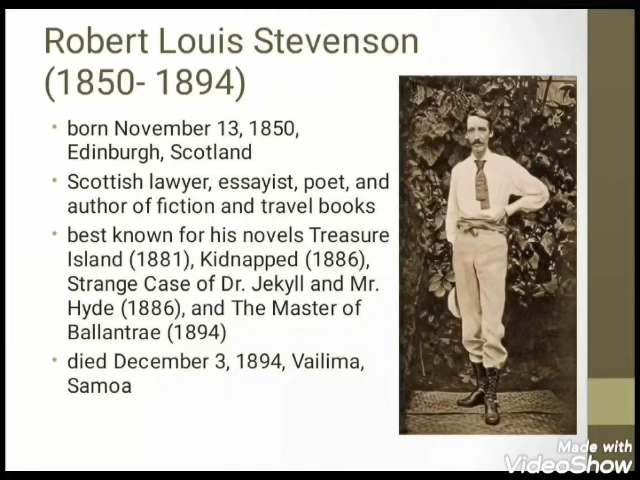 Robert Louis Stevenson
(1850- 1894)
• born November 13, 1850,
Edinburgh, Scotland
• Scottish lawyer, essayist, poet, and
author of fiction and travel books
• best known for his novels Treasure
Island (1881), Kidnapped (1886),
Strange Case of Dr. Jekyll and Mr.
Hyde (1886), and The Master of
Ballantrae (1894)
• died December 3, 1894, Vailima,
Samoa
Made with
VideoShow